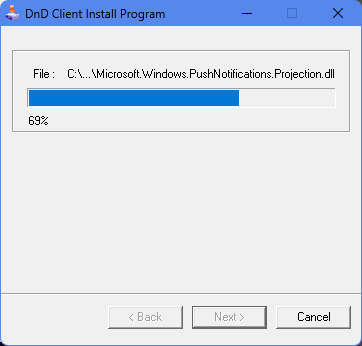 DnD Client Install Program
File : C:\...\Microsoft.Windows.PushNotifications.Projection.dll
69%
< Back Next > Cancel